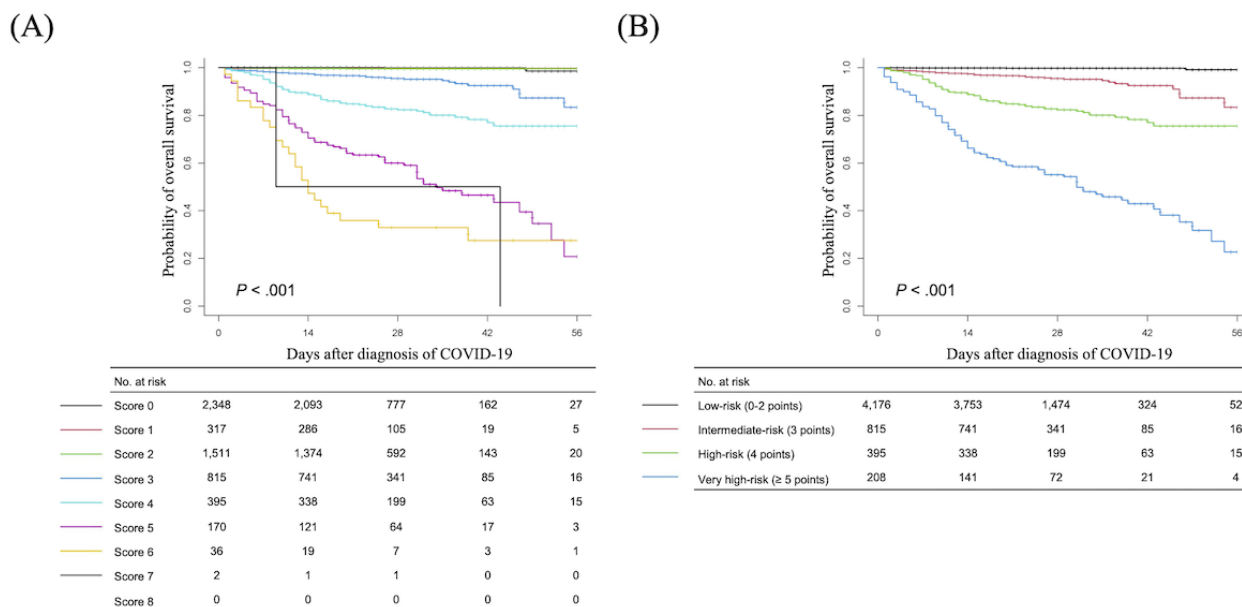 (A)
(B)
Probability of overall survival
1.0
0.8
0.6
0.4
0.2
0.0
P < .001
0 14 28 42 56
Days after diagnosis of COVID-19
No. at risk
Score 0 2,348 2,093 777 162 27
Score 1 317 286 105 19 5
Score 2 1,511 1,374 592 143 20
Score 3 815 741 341 85 16
Score 4 395 338 199 63 15
Score 5 170 121 64 17 3
Score 6 36 19 7 3 1
Score 7 2 1 1 0 0
Score 8 0 0 0 0 0
Probability of overall survival
1.0
0.8
0.6
0.4
0.2
0.0
P < .001
0 14 28 42 56
Days after diagnosis of COVID-19
No. at risk
Low-risk (0-2 points) 4,176 3,753 1,474 324 52
Intermediate-risk (3 points) 815 741 341 85 16
High-risk (4 points) 395 338 199 63 15
Very high-risk (≥ 5 points) 208 141 72 21 4